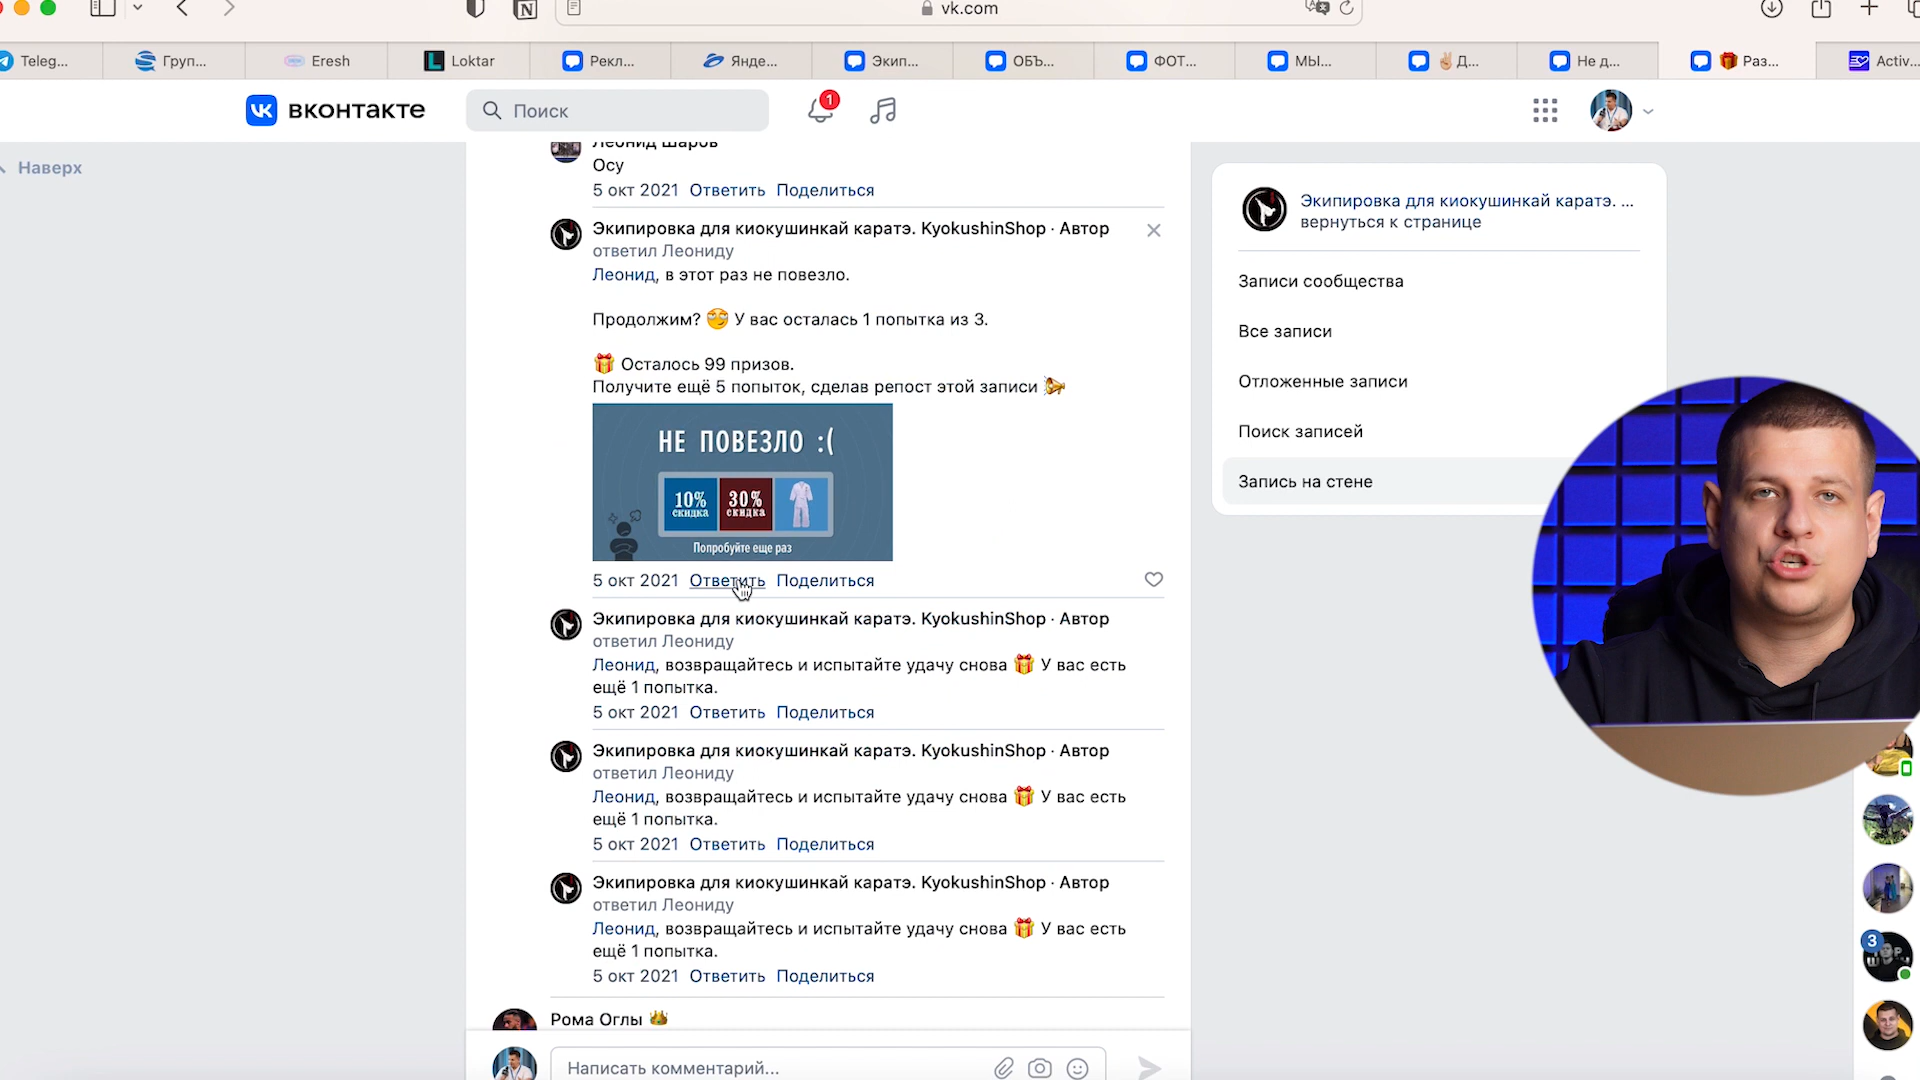 vk.com
Teleg...
Груп...
Eresh
Loktar
Рекл...
Янде...
Экип...
ОБЪ...
ФОТ...
МЫ...
✌🏼Д...
Не д...
🎁 Раз...
Activ...
вконтакте
Поиск
1
Наверх
Леонид Шаров
Осу
5 окт 2021 Ответить Поделиться
Экипировка для киокушинкай каратэ. KyokushinShop · Автор
ответил Леониду
Леонид, в этот раз не повезло.
Продолжим? 😏 У вас осталась 1 попытка из 3.
🎁 Осталось 99 призов.
Получите ещё 5 попыток, сделав репост этой записи 📣
НЕ ПОВЕЗЛО :(
10% СКИДКА
30% СКИДКА
Попробуйте еще раз
5 окт 2021 Ответить Поделиться
Экипировка для киокушинкай каратэ. KyokushinShop · Автор
ответил Леониду
Леонид, возвращайтесь и испытайте удачу снова 🎁 У вас есть
ещё 1 попытка.
5 окт 2021 Ответить Поделиться
Экипировка для киокушинкай каратэ. KyokushinShop · Автор
ответил Леониду
Леонид, возвращайтесь и испытайте удачу снова 🎁 У вас есть
ещё 1 попытка.
5 окт 2021 Ответить Поделиться
Экипировка для киокушинкай каратэ. KyokushinShop · Автор
ответил Леониду
Леонид, возвращайтесь и испытайте удачу снова 🎁 У вас есть
ещё 1 попытка.
5 окт 2021 Ответить Поделиться
Рома Оглы 👑
Написать комментарий...
Экипировка для киокушинкай каратэ. ...
вернуться к странице
Записи сообщества
Все записи
Отложенные записи
Поиск записей
Запись на стене
3